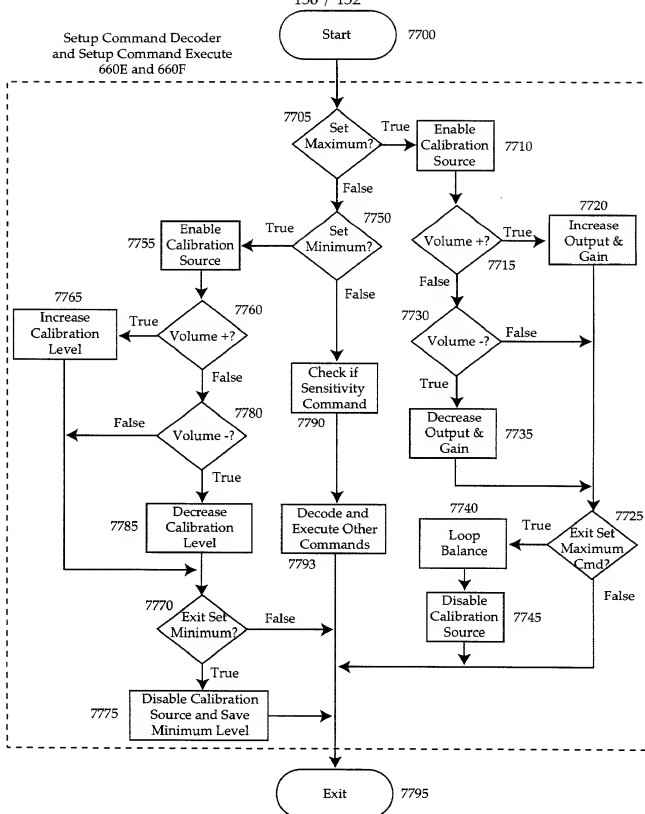 Setup Command Decoder
and Setup Command Execute
660E and 660F
Start
7700
7705
Set
Maximum?
True
Enable
Calibration
Source
7710
False
7750
Set
Minimum?
True
Enable
Calibration
Source
7755
False
7720
Increase
Output &
Gain
Volume +?
True
7715
False
7730
Volume -?
False
True
Decrease
Output &
Gain
7735
7765
Increase
Calibration
Level
True
7760
Volume +?
False
7780
Volume -?
False
True
Check if
Sensitivity
Command
7790
7785
Decrease
Calibration
Level
Decode and
Execute Other
Commands
7793
7740
Loop
Balance
True
7725
Exit Set
Maximum
Cmd?
False
Disable
Calibration
Source
7745
7770
Exit Set
Minimum?
False
True
7775
Disable Calibration
Source and Save
Minimum Level
Exit
7795